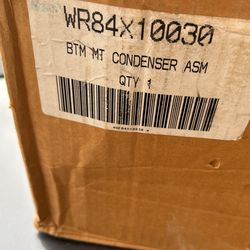 WR84X10030
BTM MT CONDENSER ASM
QTY 1